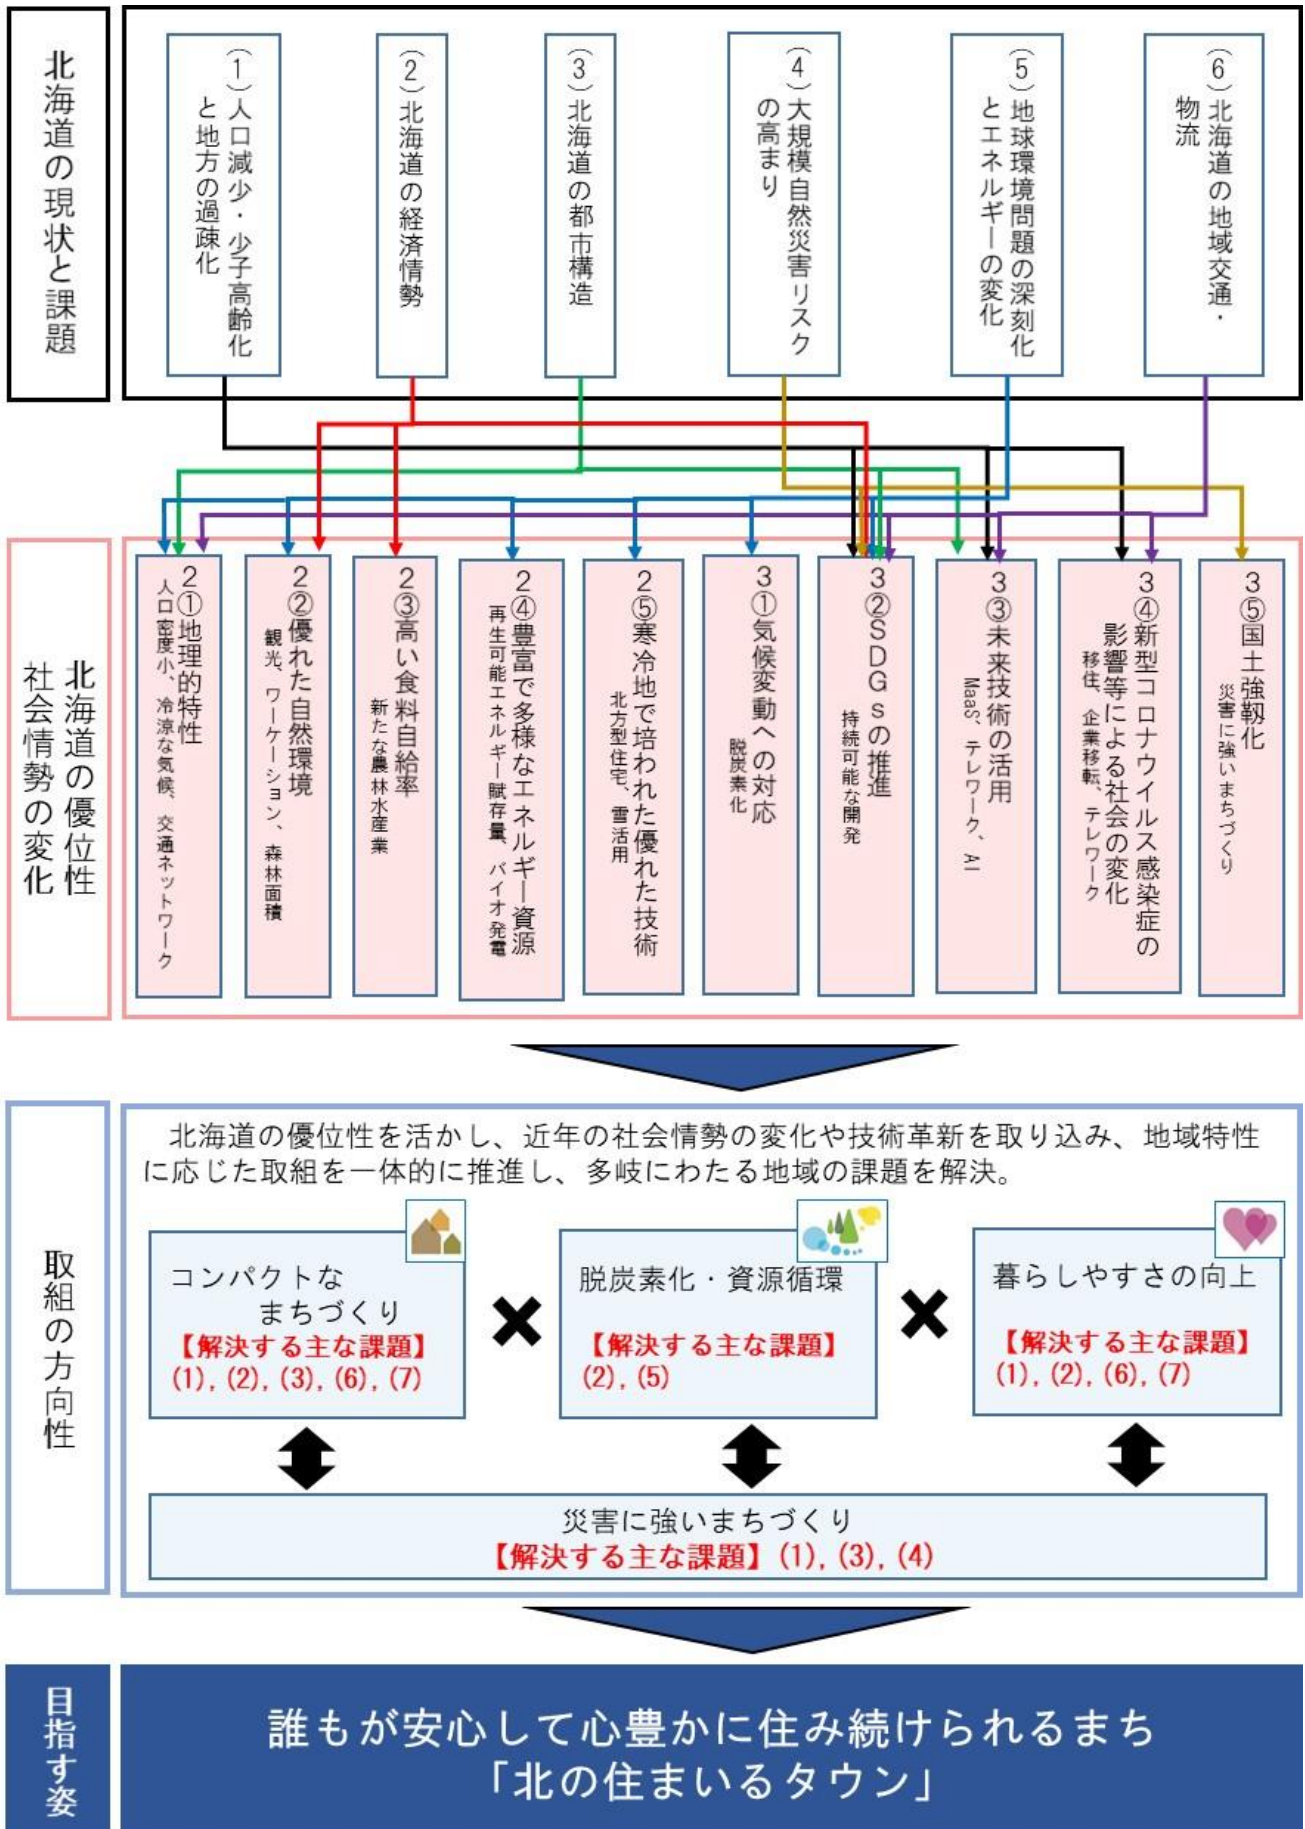 北海道の現状と課題
（１）人口減少・少子高齢化
と地方の過疎化
（２）北海道の経済情勢
（３）北海道の都市構造
（４）大規模自然災害リスク
の高まり
（５）地球環境問題の深刻化
とエネルギーの変化
（６）北海道の地域交通・
物流
北海道の優位性
社会情勢の変化
２①地理的特性
人口密度小、冷涼な気候、交通ネットワーク
２②優れた自然環境
観光、ワーケーション、森林面積
２③高い食料自給率
新たな農林水産業
２④豊富で多様なエネルギー資源
再生可能エネルギー賦存量、バイオ発電
２⑤寒冷地で培われた優れた技術
北方型住宅、雪活用
３①気候変動への対応
脱炭素化
３②ＳＤＧｓの推進
持続可能な開発
３③未来技術の活用
MaaS、テレワーク、AI
３④新型コロナウイルス感染症の
影響等による社会の変化
移住、企業移転、テレワーク
３⑤国土強靱化
災害に強いまちづくり
取組の方向性
北海道の優位性を活かし、近年の社会情勢の変化や技術革新を取り込み、地域特性
に応じた取組を一体的に推進し、多岐にわたる地域の課題を解決。
コンパクトな
まちづくり
【解決する主な課題】
(1), (2), (3), (6), (7)
脱炭素化・資源循環
【解決する主な課題】
(2), (5)
暮らしやすさの向上
【解決する主な課題】
(1), (2), (6), (7)
災害に強いまちづくり
【解決する主な課題】(1), (3), (4)
目指す姿
誰もが安心して心豊かに住み続けられるまち
「北の住まいるタウン」